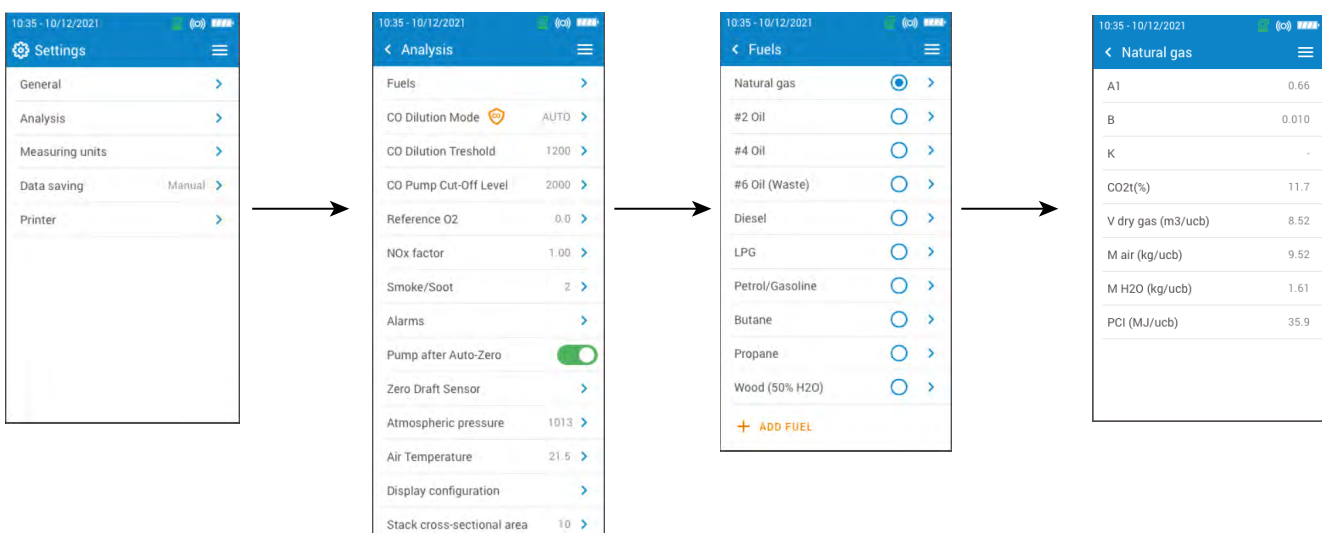 10:35 - 10/12/2021
Settings
General
Analysis
Measuring units
Data saving Manual
Printer
10:35 - 10/12/2021
Analysis
Fuels
CO Dilution Mode CO AUTO
CO Dilution Treshold 1200
CO Pump Cut-Off Level 2000
Reference O2 0.0
NOx factor 1.00
Smoke/Soot 2
Alarms
Pump after Auto-Zero
Zero Draft Sensor
Atmospheric pressure 1013
Air Temperature 21.5
Display configuration
Stack cross-sectional area 10
10:35 - 10/12/2021
Fuels
Natural gas
#2 Oil
#4 Oil
#6 Oil (Waste)
Diesel
LPG
Petrol/Gasoline
Butane
Propane
Wood (50% H2O)
+ ADD FUEL
10:35 - 10/12/2021
Natural gas
A1 0.66
B 0.010
K -
CO2t(%) 11.7
V dry gas (m3/ucb) 8.52
M air (kg/ucb) 9.52
M H2O (kg/ucb) 1.61
PCI (MJ/ucb) 35.9